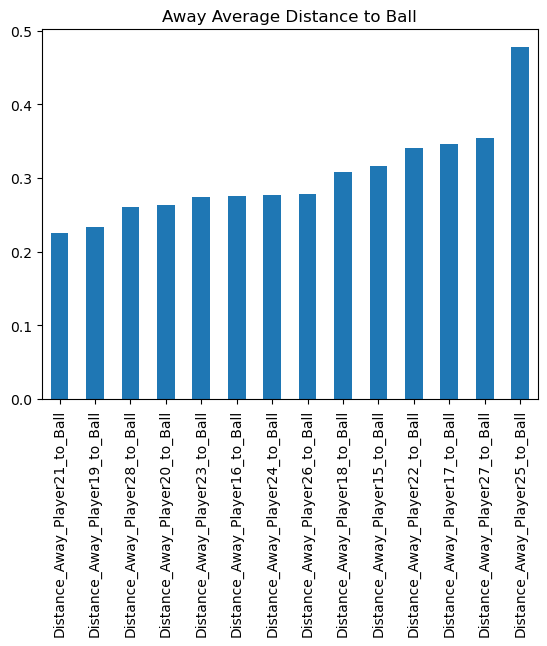 Away Average Distance to Ball
0.5
0.4
0.3
0.2
0.1
0.0
Distance_Away_Player21_to_Ball
Distance_Away_Player19_to_Ball
Distance_Away_Player28_to_Ball
Distance_Away_Player20_to_Ball
Distance_Away_Player23_to_Ball
Distance_Away_Player16_to_Ball
Distance_Away_Player24_to_Ball
Distance_Away_Player26_to_Ball
Distance_Away_Player18_to_Ball
Distance_Away_Player15_to_Ball
Distance_Away_Player22_to_Ball
Distance_Away_Player17_to_Ball
Distance_Away_Player27_to_Ball
Distance_Away_Player25_to_Ball